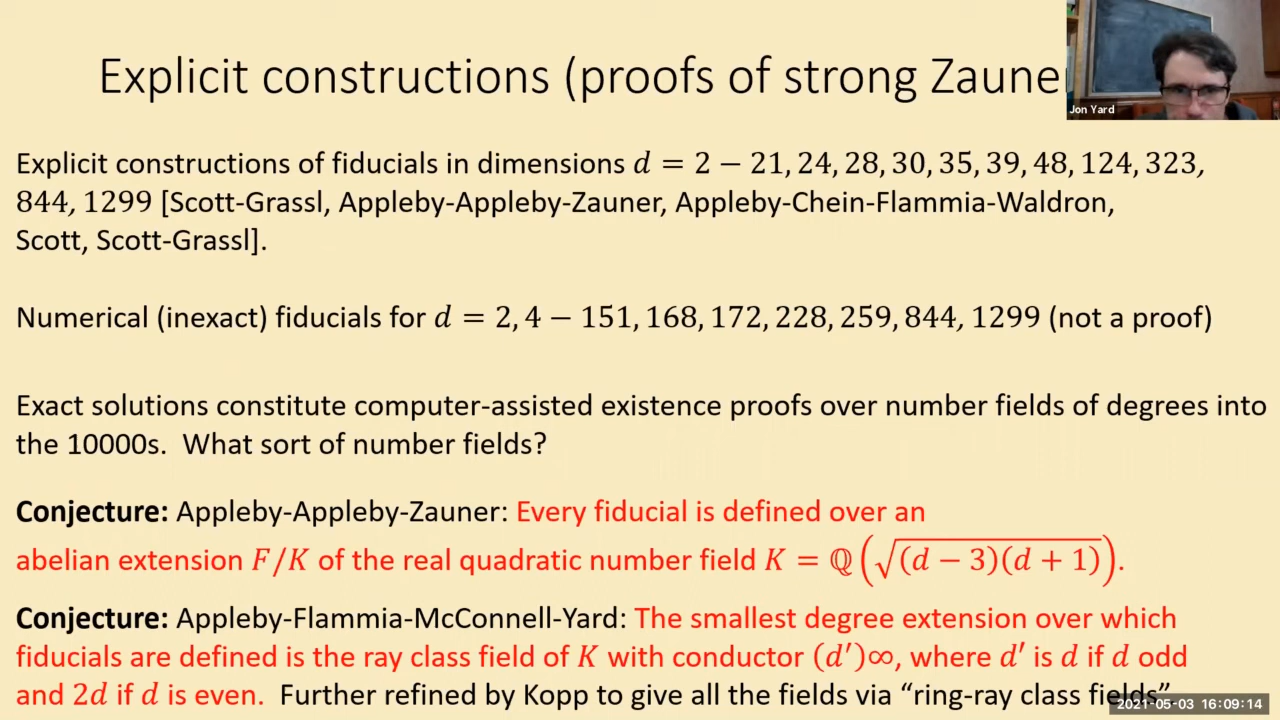 Explicit constructions (proofs of strong Zaune
Jon Yard
Explicit constructions of fiducials in dimensions d = 2 − 21, 24, 28, 30, 35, 39, 48, 124, 323,
844, 1299 [Scott-Grassl, Appleby-Appleby-Zauner, Appleby-Chein-Flammia-Waldron,
Scott, Scott-Grassl].
Numerical (inexact) fiducials for d = 2, 4 − 151, 168, 172, 228, 259, 844, 1299 (not a proof)
Exact solutions constitute computer-assisted existence proofs over number fields of degrees into
the 10000s. What sort of number fields?
Conjecture: Appleby-Appleby-Zauner: Every fiducial is defined over an
abelian extension F/K of the real quadratic number field K = ℚ(√(d − 3)(d + 1)).
Conjecture: Appleby-Flammia-McConnell-Yard: The smallest degree extension over which
fiducials are defined is the ray class field of K with conductor (d′)∞, where d′ is d if d odd
and 2d if d is even. Further refined by Kopp to give all the fields via “ring-ray class fields”
2021-05-03 16:09:14